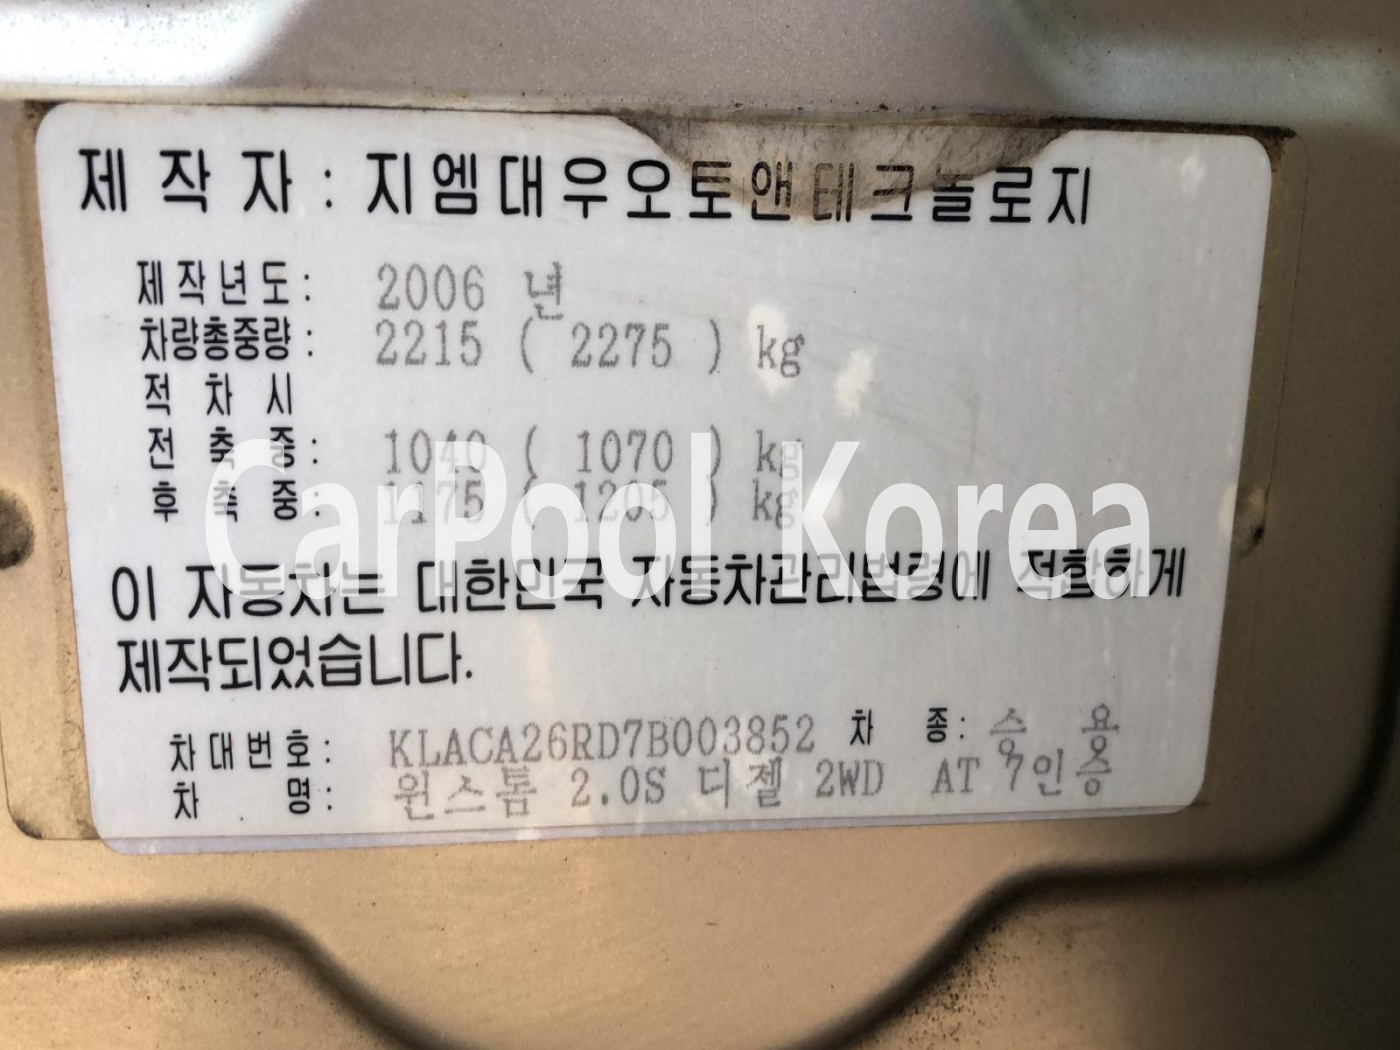 제 작 자 : 지엠대우오토앤테크놀로지
제작년도 : 2006 년
차량총중량 : 2215 ( 2275 ) kg
적 차 시
전 축 중 : 1040 ( 1070 ) kg
후 축 중 : 1175 ( 1205 ) kg
CarPool Korea
이 자동차는 대한민국 자동차관리법령에 적합하게
제작되었습니다.
차대번호 : KLACA26RD7B003852 차 종 : 승 용
차 명 : 윈스톰 2.0S 디젤 2WD AT 7인승